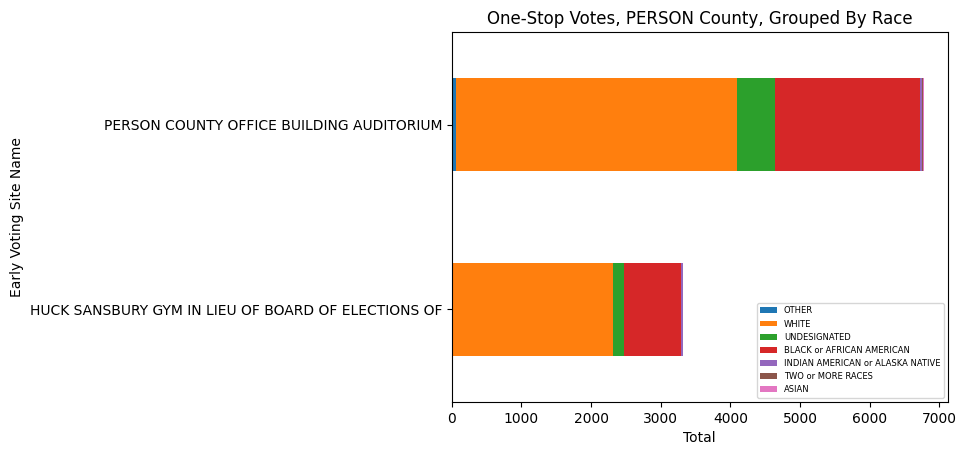 One-Stop Votes, PERSON County, Grouped By Race
Early Voting Site Name
PERSON COUNTY OFFICE BUILDING AUDITORIUM
HUCK SANSBURY GYM IN LIEU OF BOARD OF ELECTIONS OF
OTHER
WHITE
UNDESIGNATED
BLACK or AFRICAN AMERICAN
INDIAN AMERICAN or ALASKA NATIVE
TWO or MORE RACES
ASIAN
0 1000 2000 3000 4000 5000 6000 7000
Total